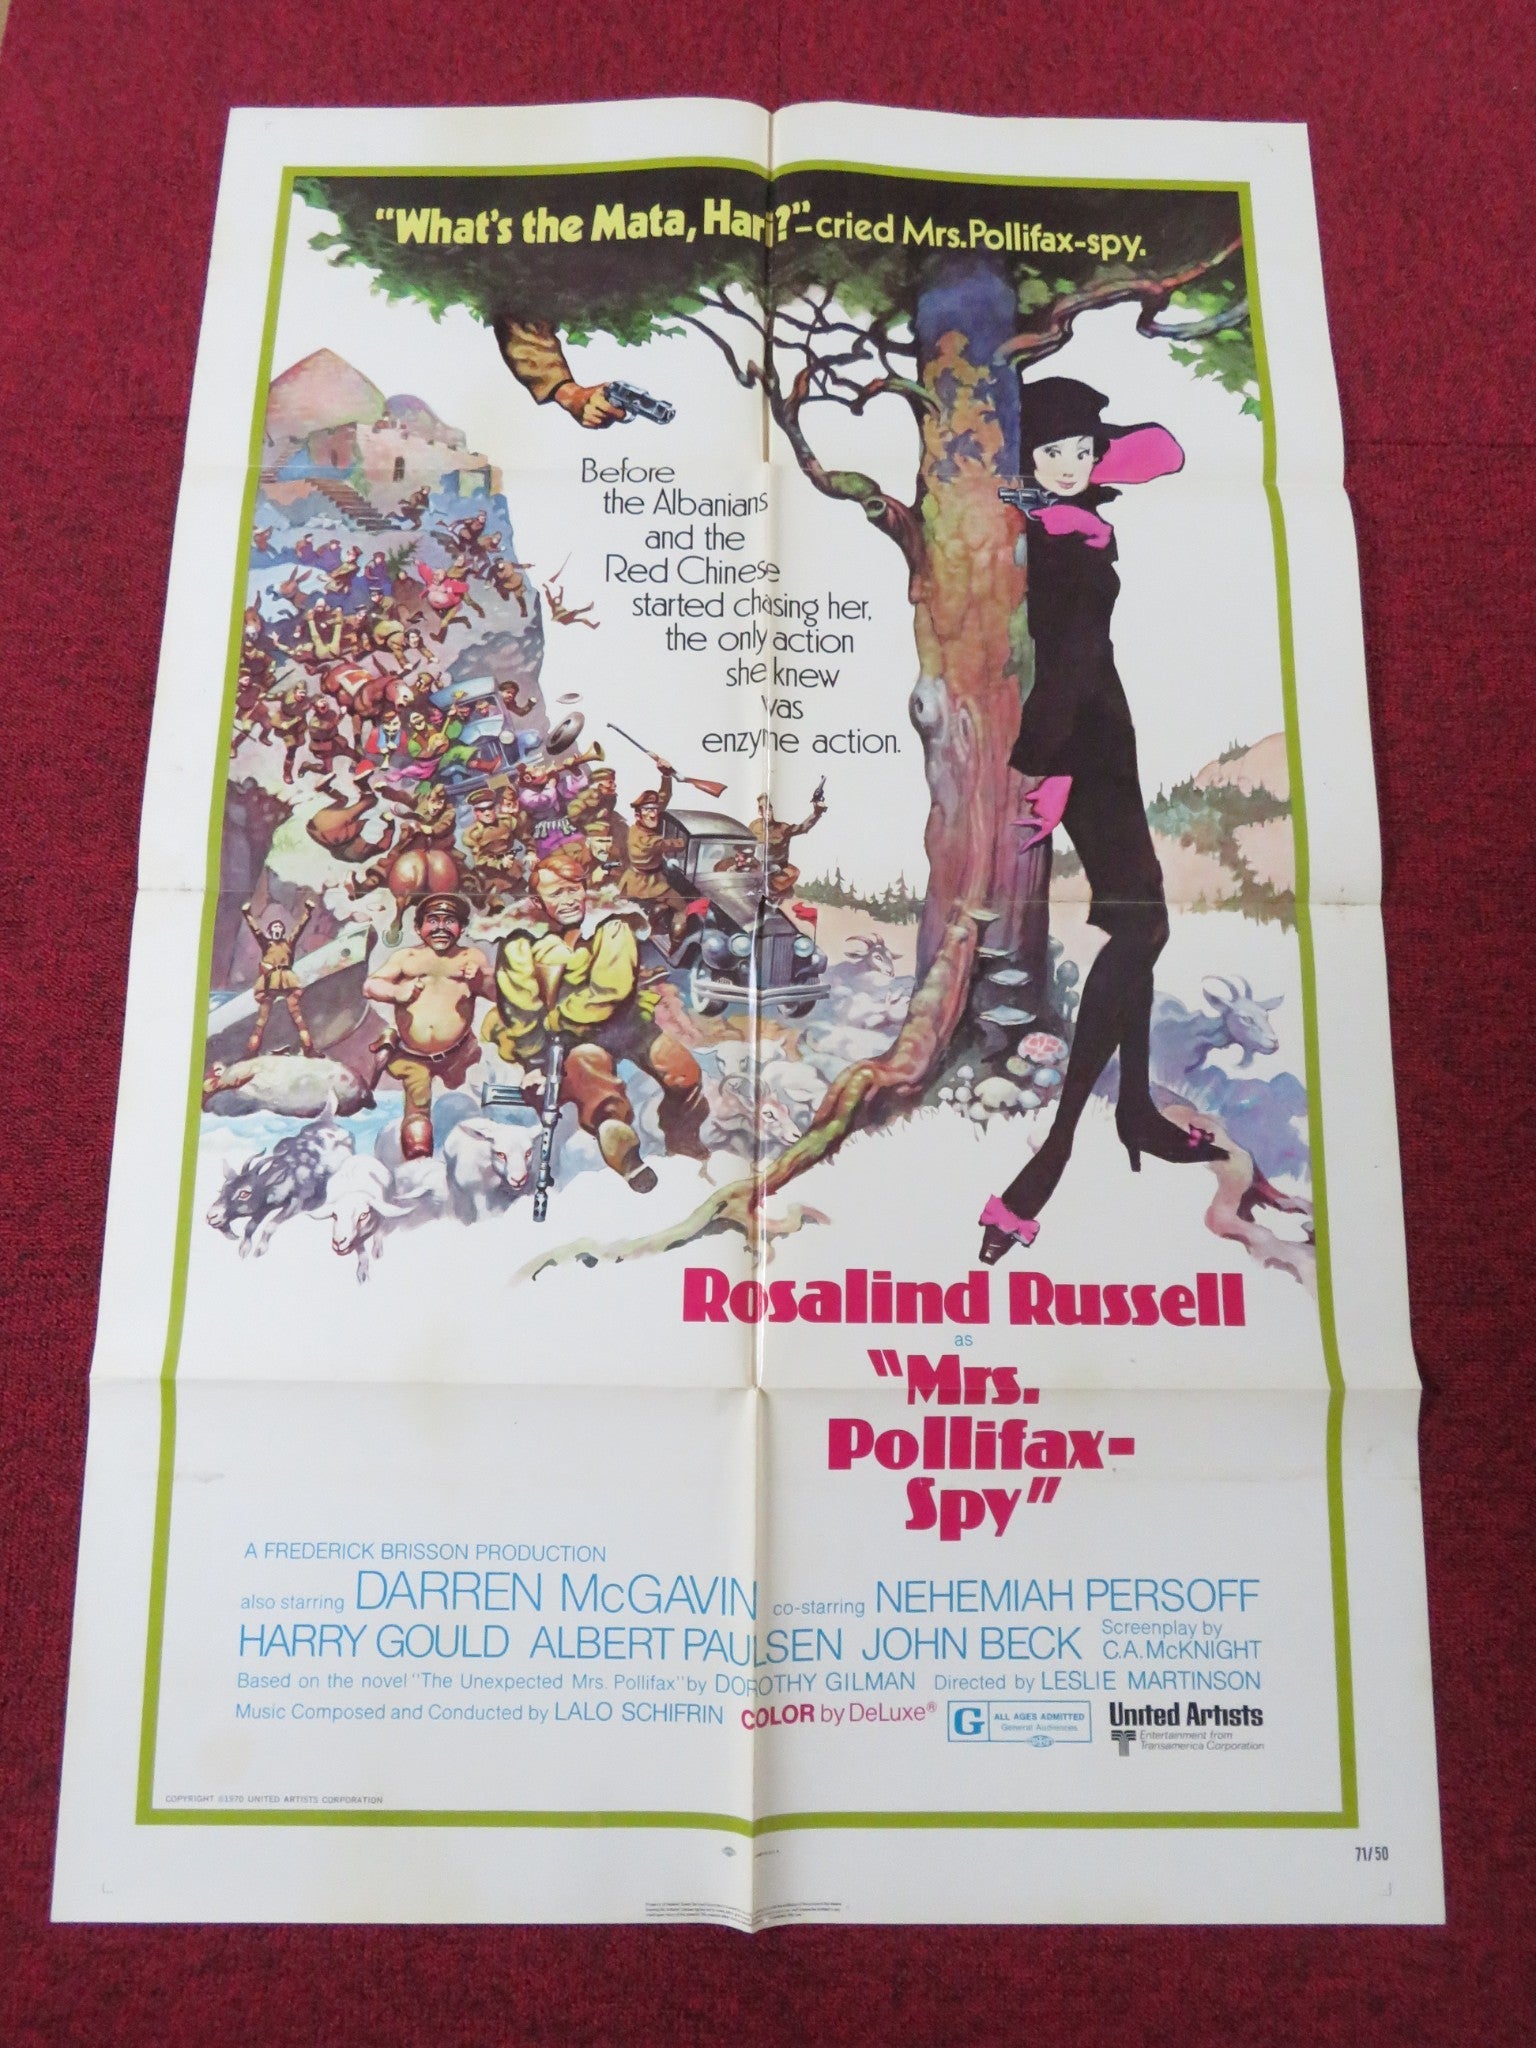 "What's the Mata, Hari?"-cried Mrs. Pollifax-spy.
Before
the Albanians
and the
Red Chinese
started chasing her,
the only action
she knew
was
enzyme action.
Rosalind Russell
as
"Mrs.
Pollifax-
Spy"
A FREDERICK BRISSON PRODUCTION
also starring DARREN McGAVIN co-starring NEHEMIAH PERSOFF
HARRY GOULD ALBERT PAULSEN JOHN BECK Screenplay by
C.A. McKNIGHT
Based on the novel "The Unexpected Mrs. Pollifax" by DOROTHY GILMAN Directed by LESLIE MARTINSON
Music Composed and Conducted by LALO SCHIFRIN COLOR by DeLuxe®
G ALL AGES ADMITTED
General Audiences
United Artists
Entertainment from
Transamerica Corporation
COPYRIGHT ©1970 UNITED ARTISTS CORPORATION
71/50